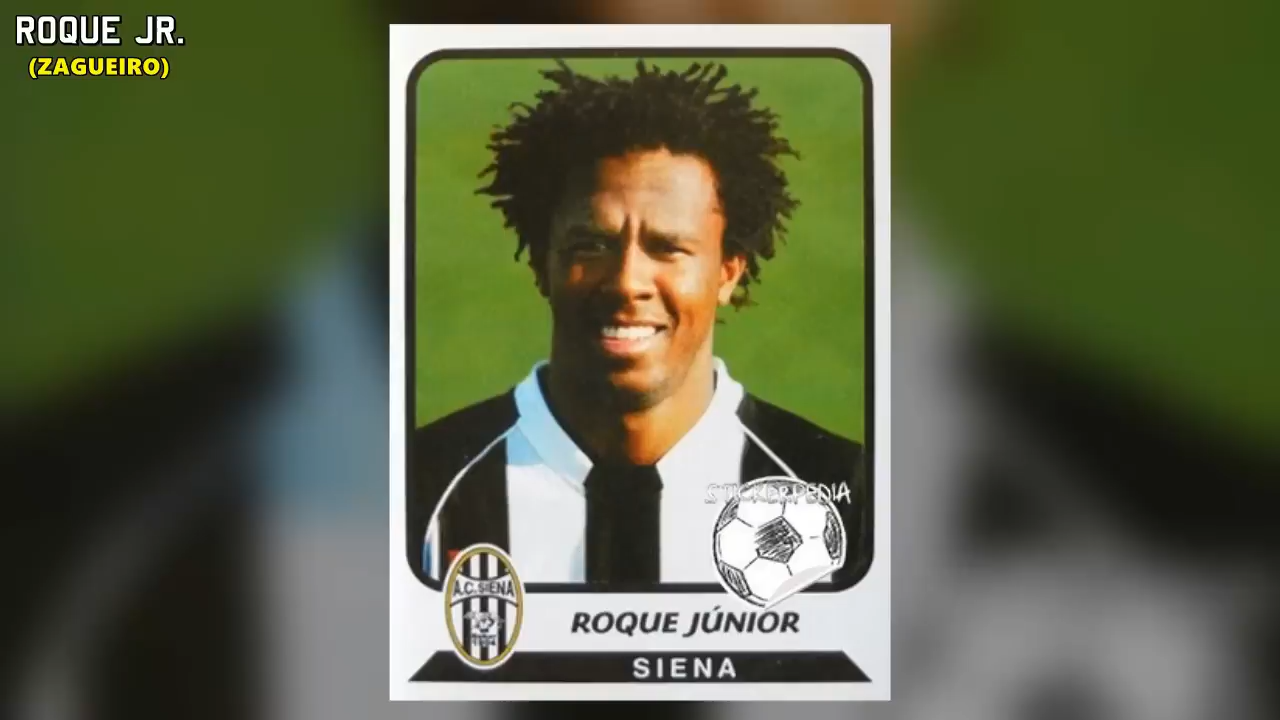 ROQUE JR.
(ZAGUEIRO)
STICKERPEDIA
A.C. SIENA
ROQUE JÚNIOR
SIENA